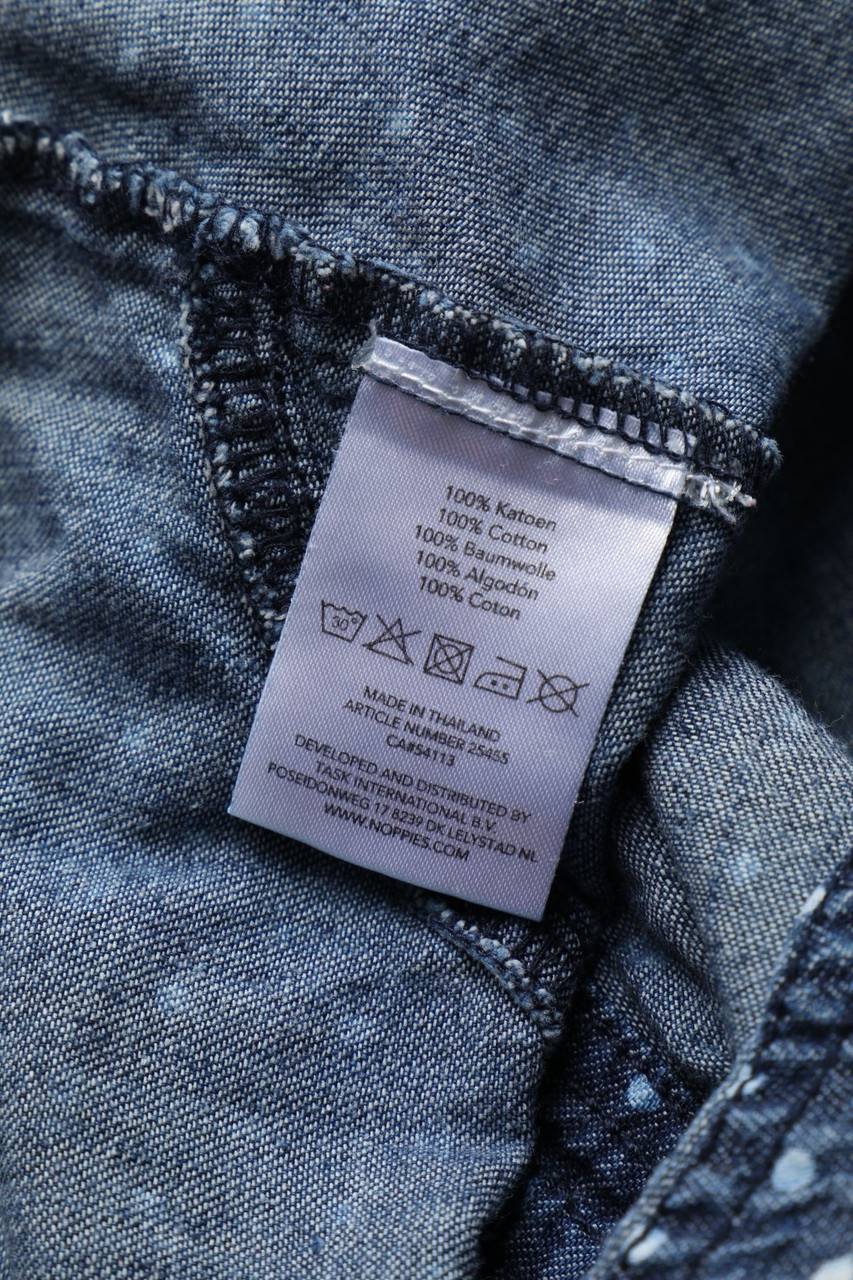 100% Katoen
100% Cotton
100% Baumwolle
100% Algodón
100% Coton
30°
MADE IN THAILAND
ARTICLE NUMBER 25455
CA#54113
DEVELOPED AND DISTRIBUTED BY
TASK INTERNATIONAL B.V.
POSEIDONWEG 17 8239 DK LELYSTAD NL
WWW.NOPPIES.COM